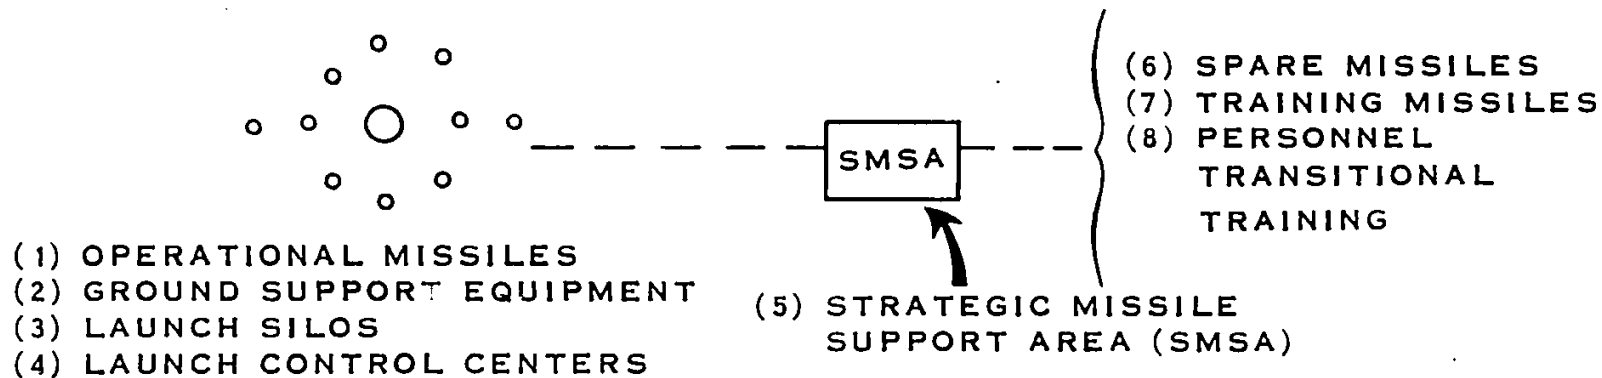 (6) SPARE MISSILES
(7) TRAINING MISSILES
(8) PERSONNEL
TRANSITIONAL
TRAINING
SMSA
(1) OPERATIONAL MISSILES
(2) GROUND SUPPORT EQUIPMENT
(3) LAUNCH SILOS
(4) LAUNCH CONTROL CENTERS
(5) STRATEGIC MISSILE
SUPPORT AREA (SMSA)